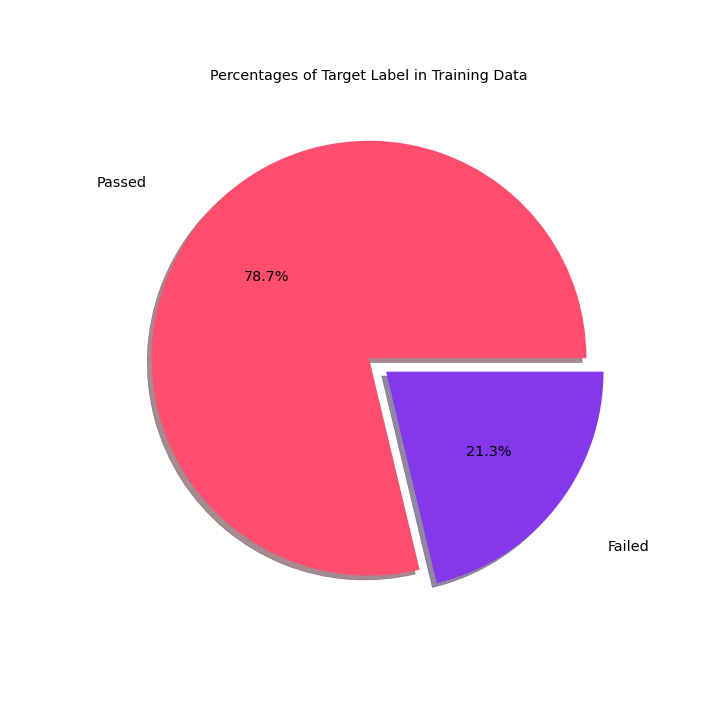 Percentages of Target Label in Training Data
Passed
78.7%
21.3%
Failed